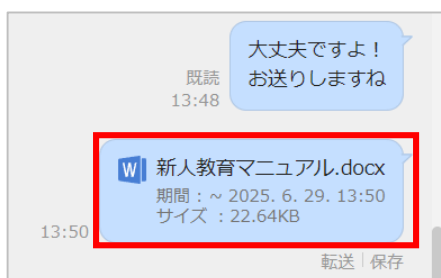 大丈夫ですよ！
お送りしますね
既読
13:48
W 新人教育マニュアル.docx
期間：~ 2025. 6. 29. 13:50
サイズ ：22.64KB
13:50
転送 | 保存